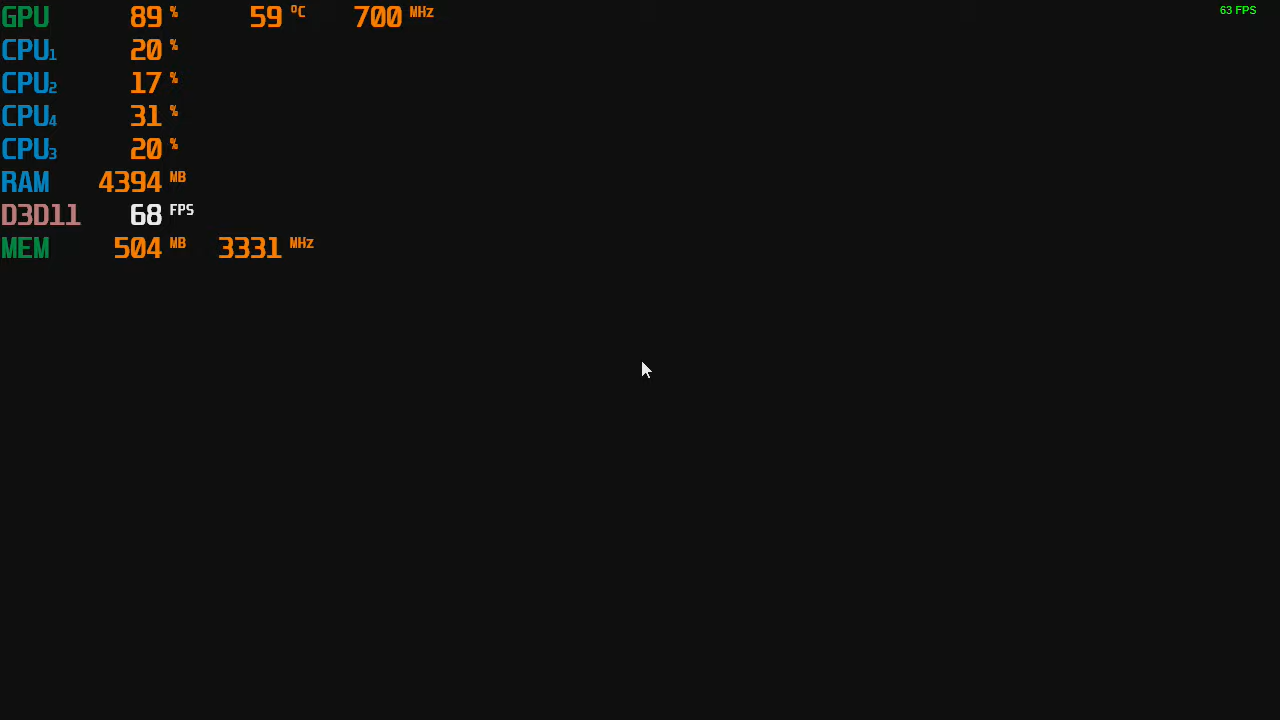 GPU 89 % 59 °C 700 MHz 63 FPS
CPU1 20 %
CPU2 17 %
CPU4 31 %
CPU3 20 %
RAM 4394 MB
D3D11 68 FPS
MEM 504 MB 3331 MHz